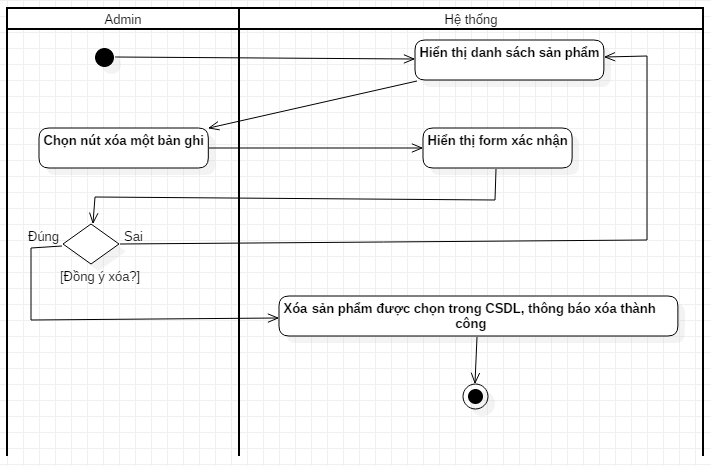 Admin
Hệ thống
Hiển thị danh sách sản phẩm
Chọn nút xóa một bản ghi
Hiển thị form xác nhận
Đúng
Sai
[Đồng ý xóa?]
Xóa sản phẩm được chọn trong CSDL, thông báo xóa thành
công